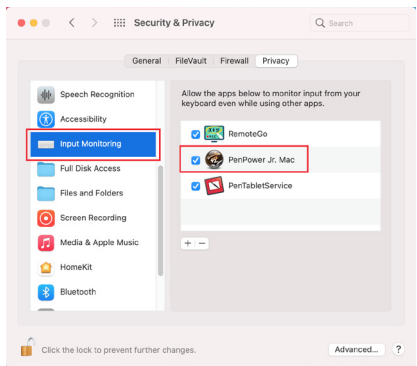 Security & Privacy
Search
General
FileVault
Firewall
Privacy
Speech Recognition
Accessibility
Input Monitoring
Full Disk Access
Files and Folders
Screen Recording
Media & Apple Music
HomeKit
Bluetooth
Allow the apps below to monitor input from your
keyboard even while using other apps.
RemoteGo
PenPower Jr. Mac
PenTabletService
+ −
Click the lock to prevent further changes.
Advanced...
?